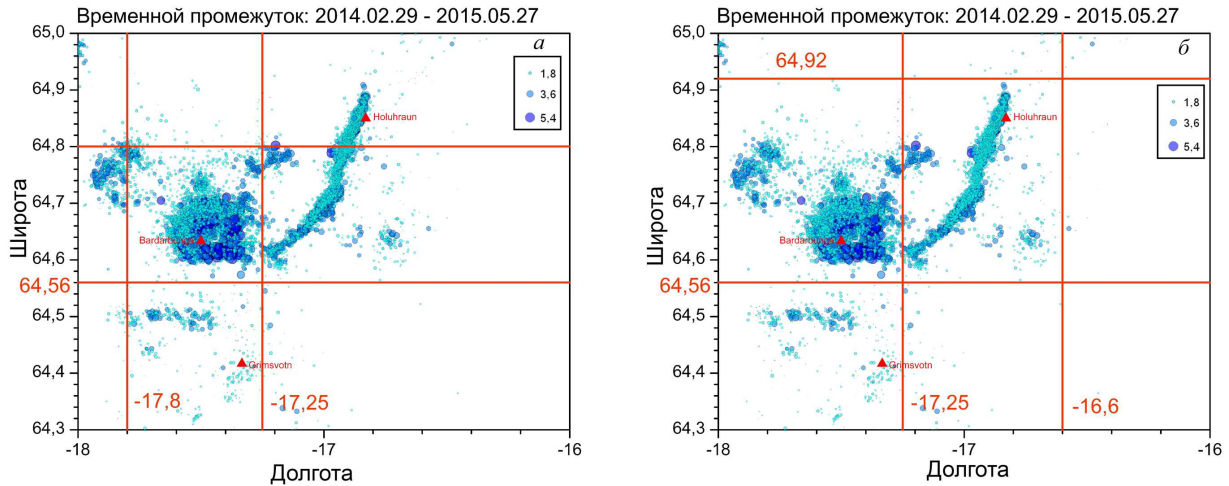 Временной промежуток: 2014.02.29 - 2015.05.27
а
1,8
3,6
5,4
Широта
65,0
64,9
64,8
64,7
64,6
64,56
64,5
64,4
64,3
Holuhraun
Bardarbunga
Grimsvotn
-17,8
-17,25
-18
-17
-16
Долгота
Временной промежуток: 2014.02.29 - 2015.05.27
б
64,92
1,8
3,6
5,4
Широта
65,0
64,9
64,8
64,7
64,6
64,56
64,5
64,4
64,3
Holuhraun
Bardarbunga
Grimsvotn
-17,25
-16,6
-18
-17
-16
Долгота